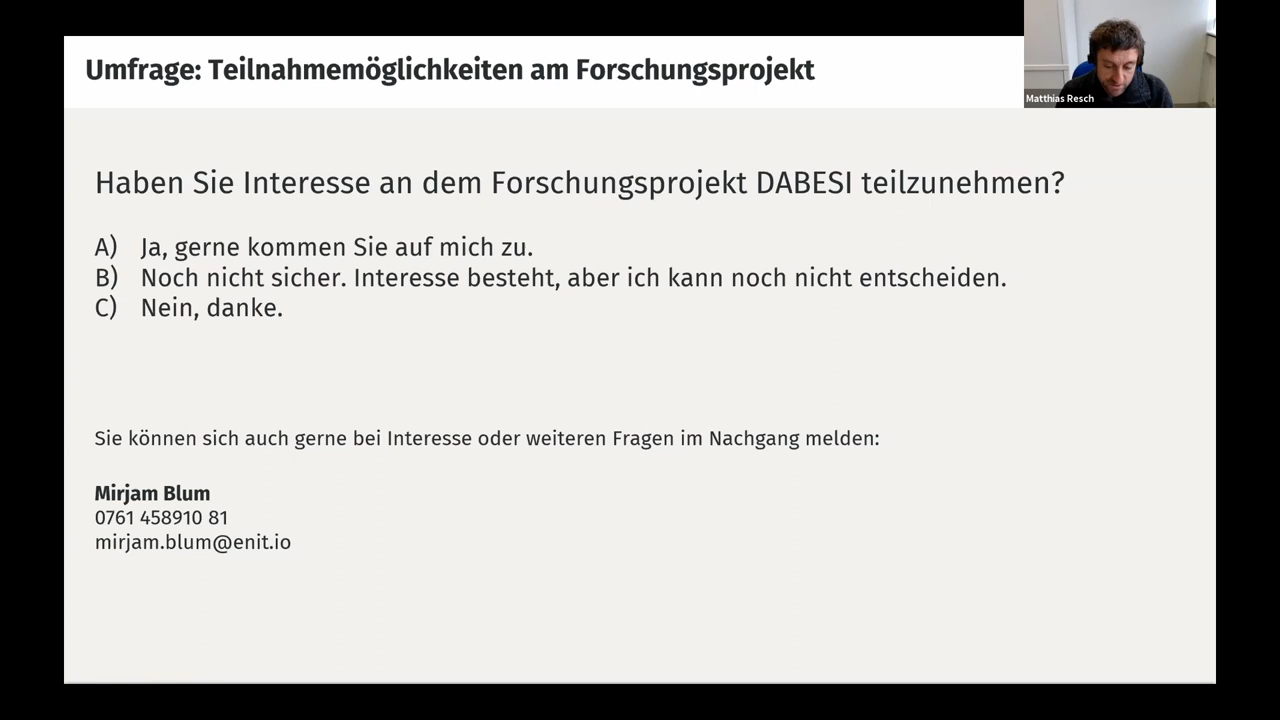 Umfrage: Teilnahmemöglichkeiten am Forschungsprojekt
Matthias Resch
Haben Sie Interesse an dem Forschungsprojekt DABESI teilzunehmen?
A) Ja, gerne kommen Sie auf mich zu.
B) Noch nicht sicher. Interesse besteht, aber ich kann noch nicht entscheiden.
C) Nein, danke.
Sie können sich auch gerne bei Interesse oder weiteren Fragen im Nachgang melden:
Mirjam Blum
0761 458910 81
mirjam.blum@enit.io